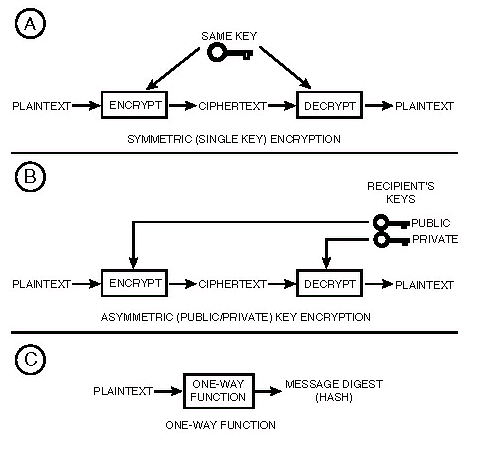 A
SAME KEY
PLAINTEXT ENCRYPT CIPHERTEXT DECRYPT PLAINTEXT
SYMMETRIC (SINGLE KEY) ENCRYPTION
B
RECIPIENT'S
KEYS
PUBLIC
PRIVATE
PLAINTEXT ENCRYPT CIPHERTEXT DECRYPT PLAINTEXT
ASYMMETRIC (PUBLIC/PRIVATE) KEY ENCRYPTION
C
PLAINTEXT ONE-WAY FUNCTION MESSAGE DIGEST (HASH)
ONE-WAY FUNCTION